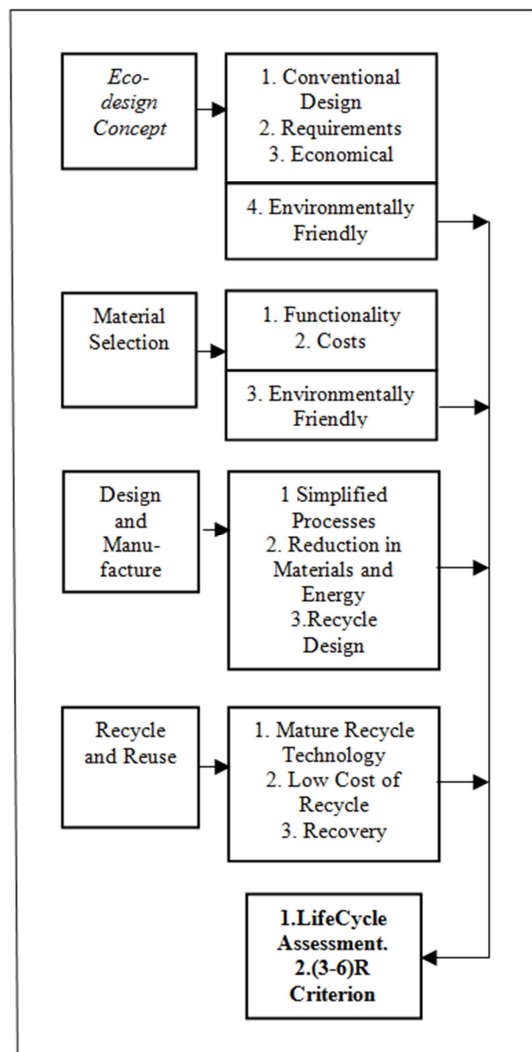 Eco-
design
Concept
1. Conventional
Design
2. Requirements
3. Economical
4. Environmentally
Friendly
Material
Selection
1. Functionality
2. Costs
3. Environmentally
Friendly
Design
and
Manu-
facture
1 Simplified
Processes
2. Reduction in
Materials and
Energy
3.Recycle
Design
Recycle
and Reuse
1. Mature Recycle
Technology
2. Low Cost of
Recycle
3. Recovery
1.LifeCycle
Assessment.
2.(3-6)R
Criterion